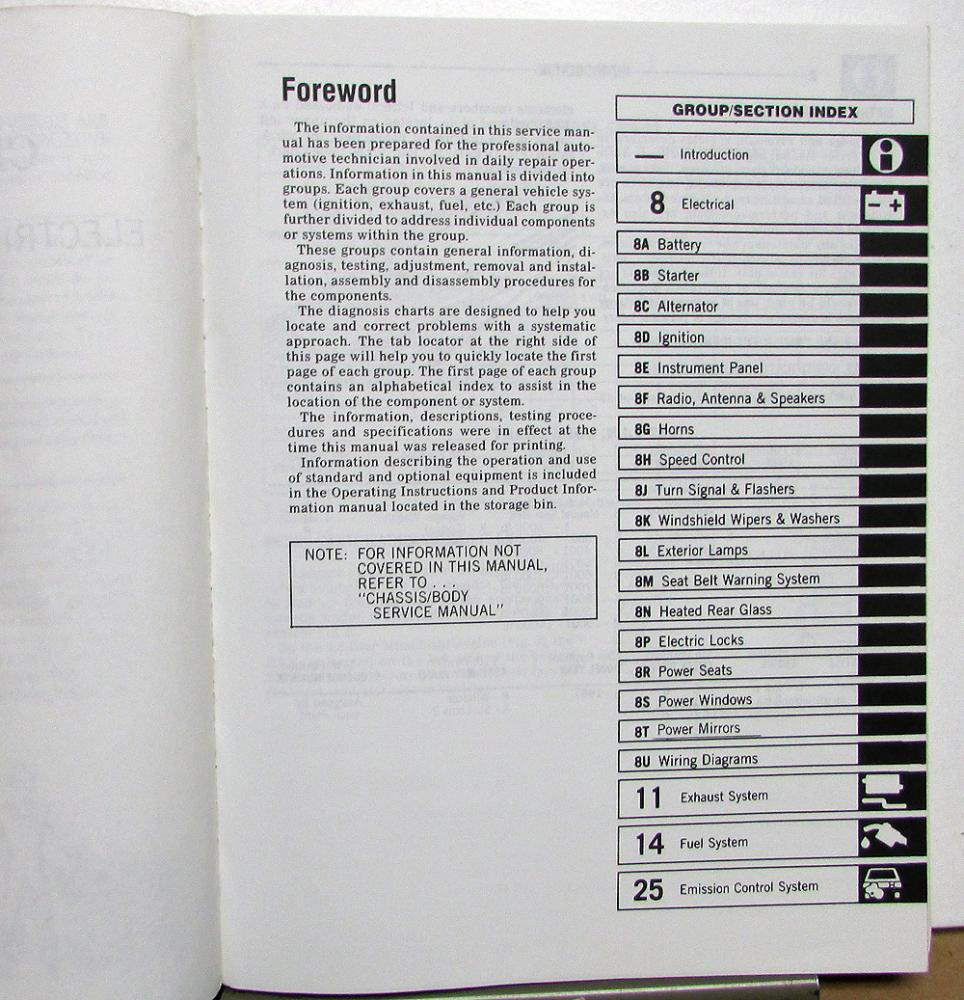 Foreword
The information contained in this service man-
ual has been prepared for the professional auto-
motive technician involved in daily repair oper-
ations. Information in this manual is divided into
groups. Each group covers a general vehicle sys-
tem (ignition, exhaust, fuel, etc.) Each group is
further divided to address individual components
or systems within the group.
These groups contain general information, di-
agnosis, testing, adjustment, removal and instal-
lation, assembly and disassembly procedures for
the components.
The diagnosis charts are designed to help you
locate and correct problems with a systematic
approach. The tab locator at the right side of
this page will help you to quickly locate the first
page of each group. The first page of each group
contains an alphabetical index to assist in the
location of the component or system.
The information, descriptions, testing proce-
dures and specifications were in effect at the
time this manual was released for printing.
Information describing the operation and use
of standard and optional equipment is included
in the Operating Instructions and Product Infor-
mation manual located in the storage bin.
NOTE: FOR INFORMATION NOT
COVERED IN THIS MANUAL,
REFER TO . . .
"CHASSIS/BODY
SERVICE MANUAL"
GROUP/SECTION INDEX
— Introduction
8 Electrical
8A Battery
8B Starter
8C Alternator
8D Ignition
8E Instrument Panel
8F Radio, Antenna & Speakers
8G Horns
8H Speed Control
8J Turn Signal & Flashers
8K Windshield Wipers & Washers
8L Exterior Lamps
8M Seat Belt Warning System
8N Heated Rear Glass
8P Electric Locks
8R Power Seats
8S Power Windows
8T Power Mirrors
8U Wiring Diagrams
11 Exhaust System
14 Fuel System
25 Emission Control System